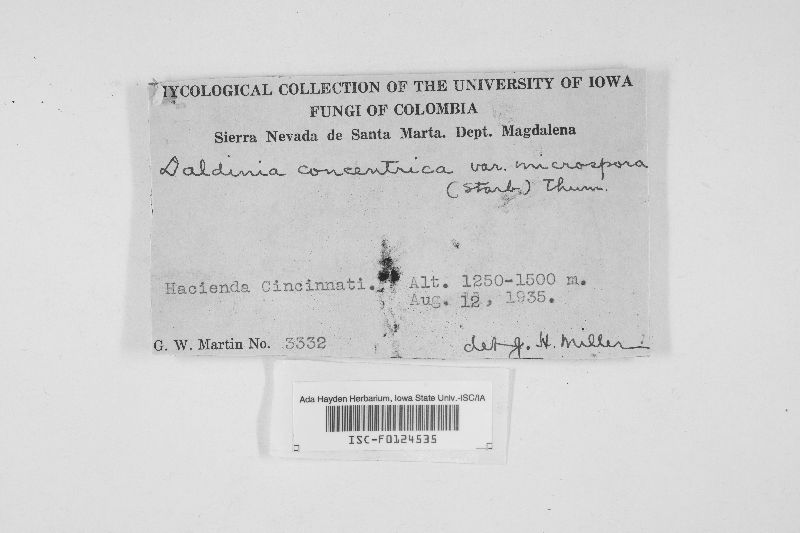 MYCOLOGICAL COLLECTION OF THE UNIVERSITY OF IOWA
FUNGI OF COLOMBIA
Sierra Nevada de Santa Marta. Dept. Magdalena
Daldinia concentrica var. microspora
(Starb.) Thum.
Hacienda Cincinnati. Alt. 1250-1500 m.
Aug. 12, 1935.
G. W. Martin No. 3332 det J. H. Miller
Ada Hayden Herbarium, Iowa State Univ.-ISC/IA
ISC-F0124535